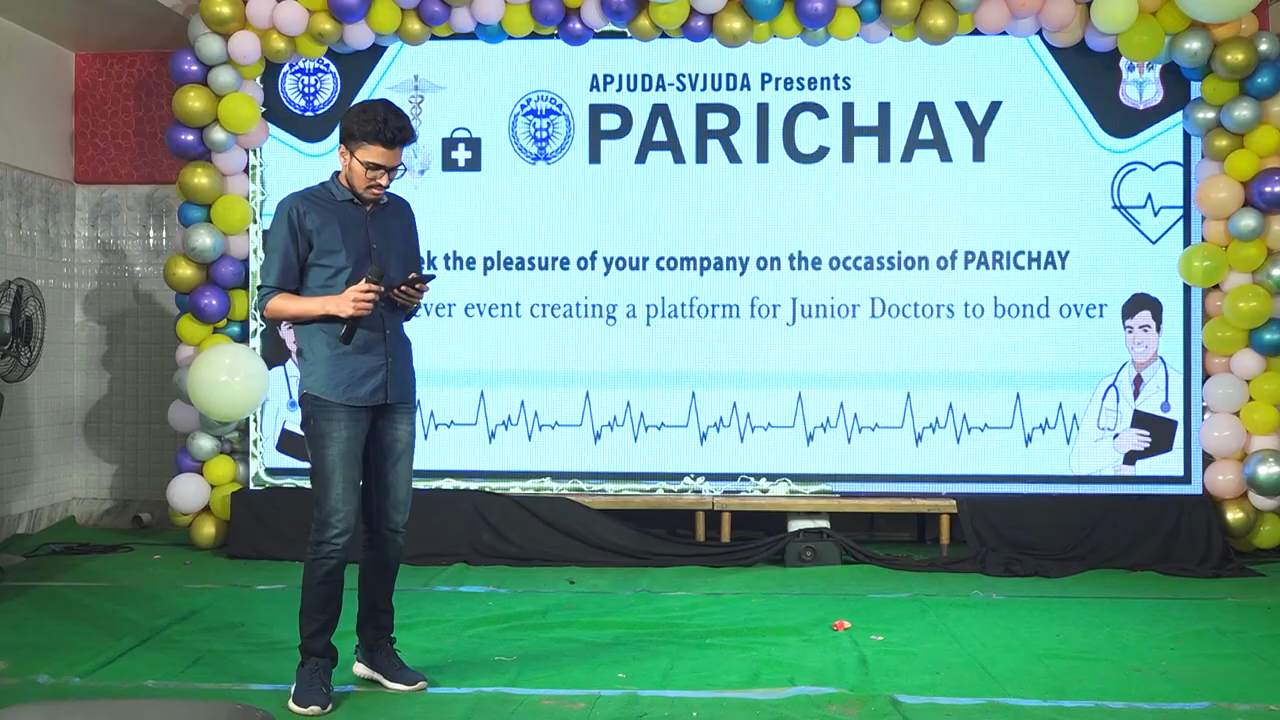 APJUDA-SVJUDA Presents
APJUDA
PARICHAY
the pleasure of your company on the occassion of PARICHAY
event creating a platform for Junior Doctors to bond over